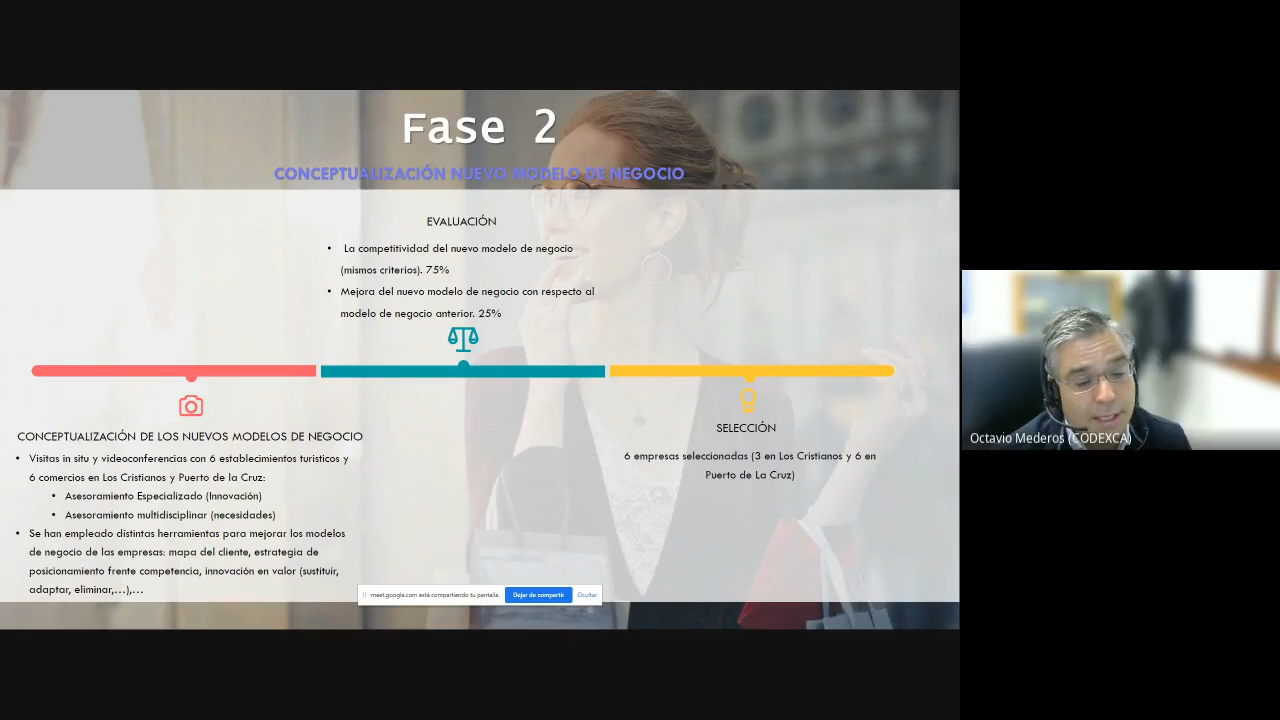 Fase 2
CONCEPTUALIZACIÓN NUEVO MODELO DE NEGOCIO
EVALUACIÓN
• La competitividad del nuevo modelo de negocio
(mismos criterios). 75%
• Mejora del nuevo modelo de negocio con respecto al
modelo de negocio anterior. 25%
CONCEPTUALIZACIÓN DE LOS NUEVOS MODELOS DE NEGOCIO
• Visitas in situ y videoconferencias con 6 establecimientos turísticos y
6 comercios en Los Cristianos y Puerto de la Cruz:
• Asesoramiento Especializado (Innovación)
• Asesoramiento multidisciplinar (necesidades)
• Se han empleado distintas herramientas para mejorar los modelos
de negocio de las empresas: mapa del cliente, estrategia de
posicionamiento frente competencia, innovación en valor (sustituir,
adaptar, eliminar,...),...
SELECCIÓN
6 empresas seleccionadas (3 en Los Cristianos y 6 en
Puerto de La Cruz)
meet.google.com está compartiendo tu pantalla.
Dejar de compartir
Ocultar
Octavio Mederos (CODEXCA)